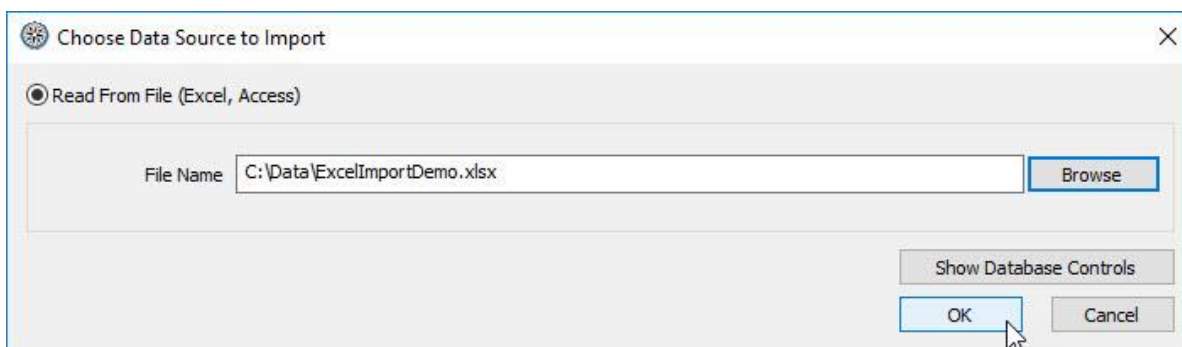 Choose Data Source to Import
Read From File (Excel, Access)
File Name C:\Data\ExcelImportDemo.xlsx Browse
Show Database Controls
OK Cancel